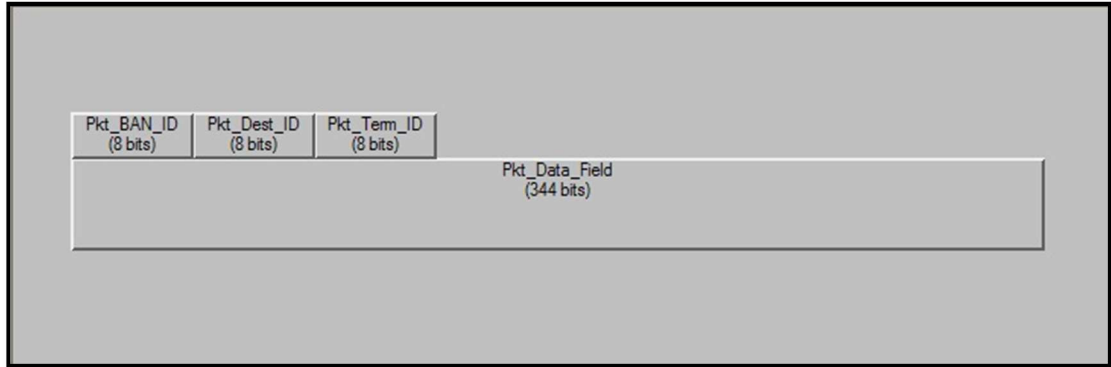 Pkt_BAN_ID Pkt_Dest_ID Pkt_Term_ID
(8 bits) (8 bits) (8 bits)
Pkt_Data_Field
(344 bits)